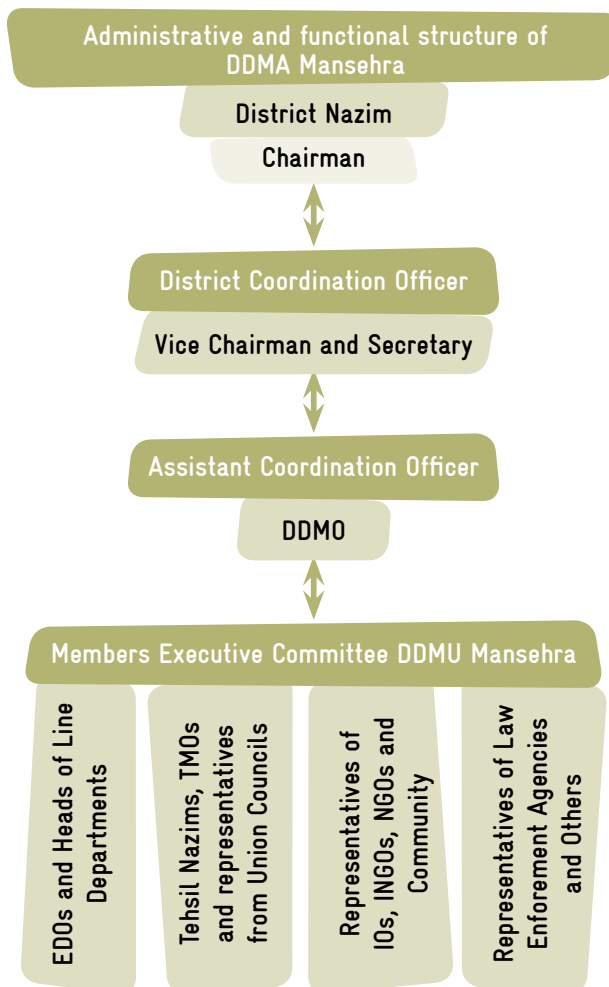 Administrative and functional structure of
DDMA Mansehra
District Nazim
Chairman
District Coordination Officer
Vice Chairman and Secretary
Assistant Coordination Officer
DDMO
Members Executive Committee DDMU Mansehra
EDOs and Heads of Line
Departments
Tehsil Nazims, TMOs
and representatives
from Union Councils
Representatives of
IOs, INGOs, NGOs and
Community
Representatives of Law
Enforement Agencies
and Others